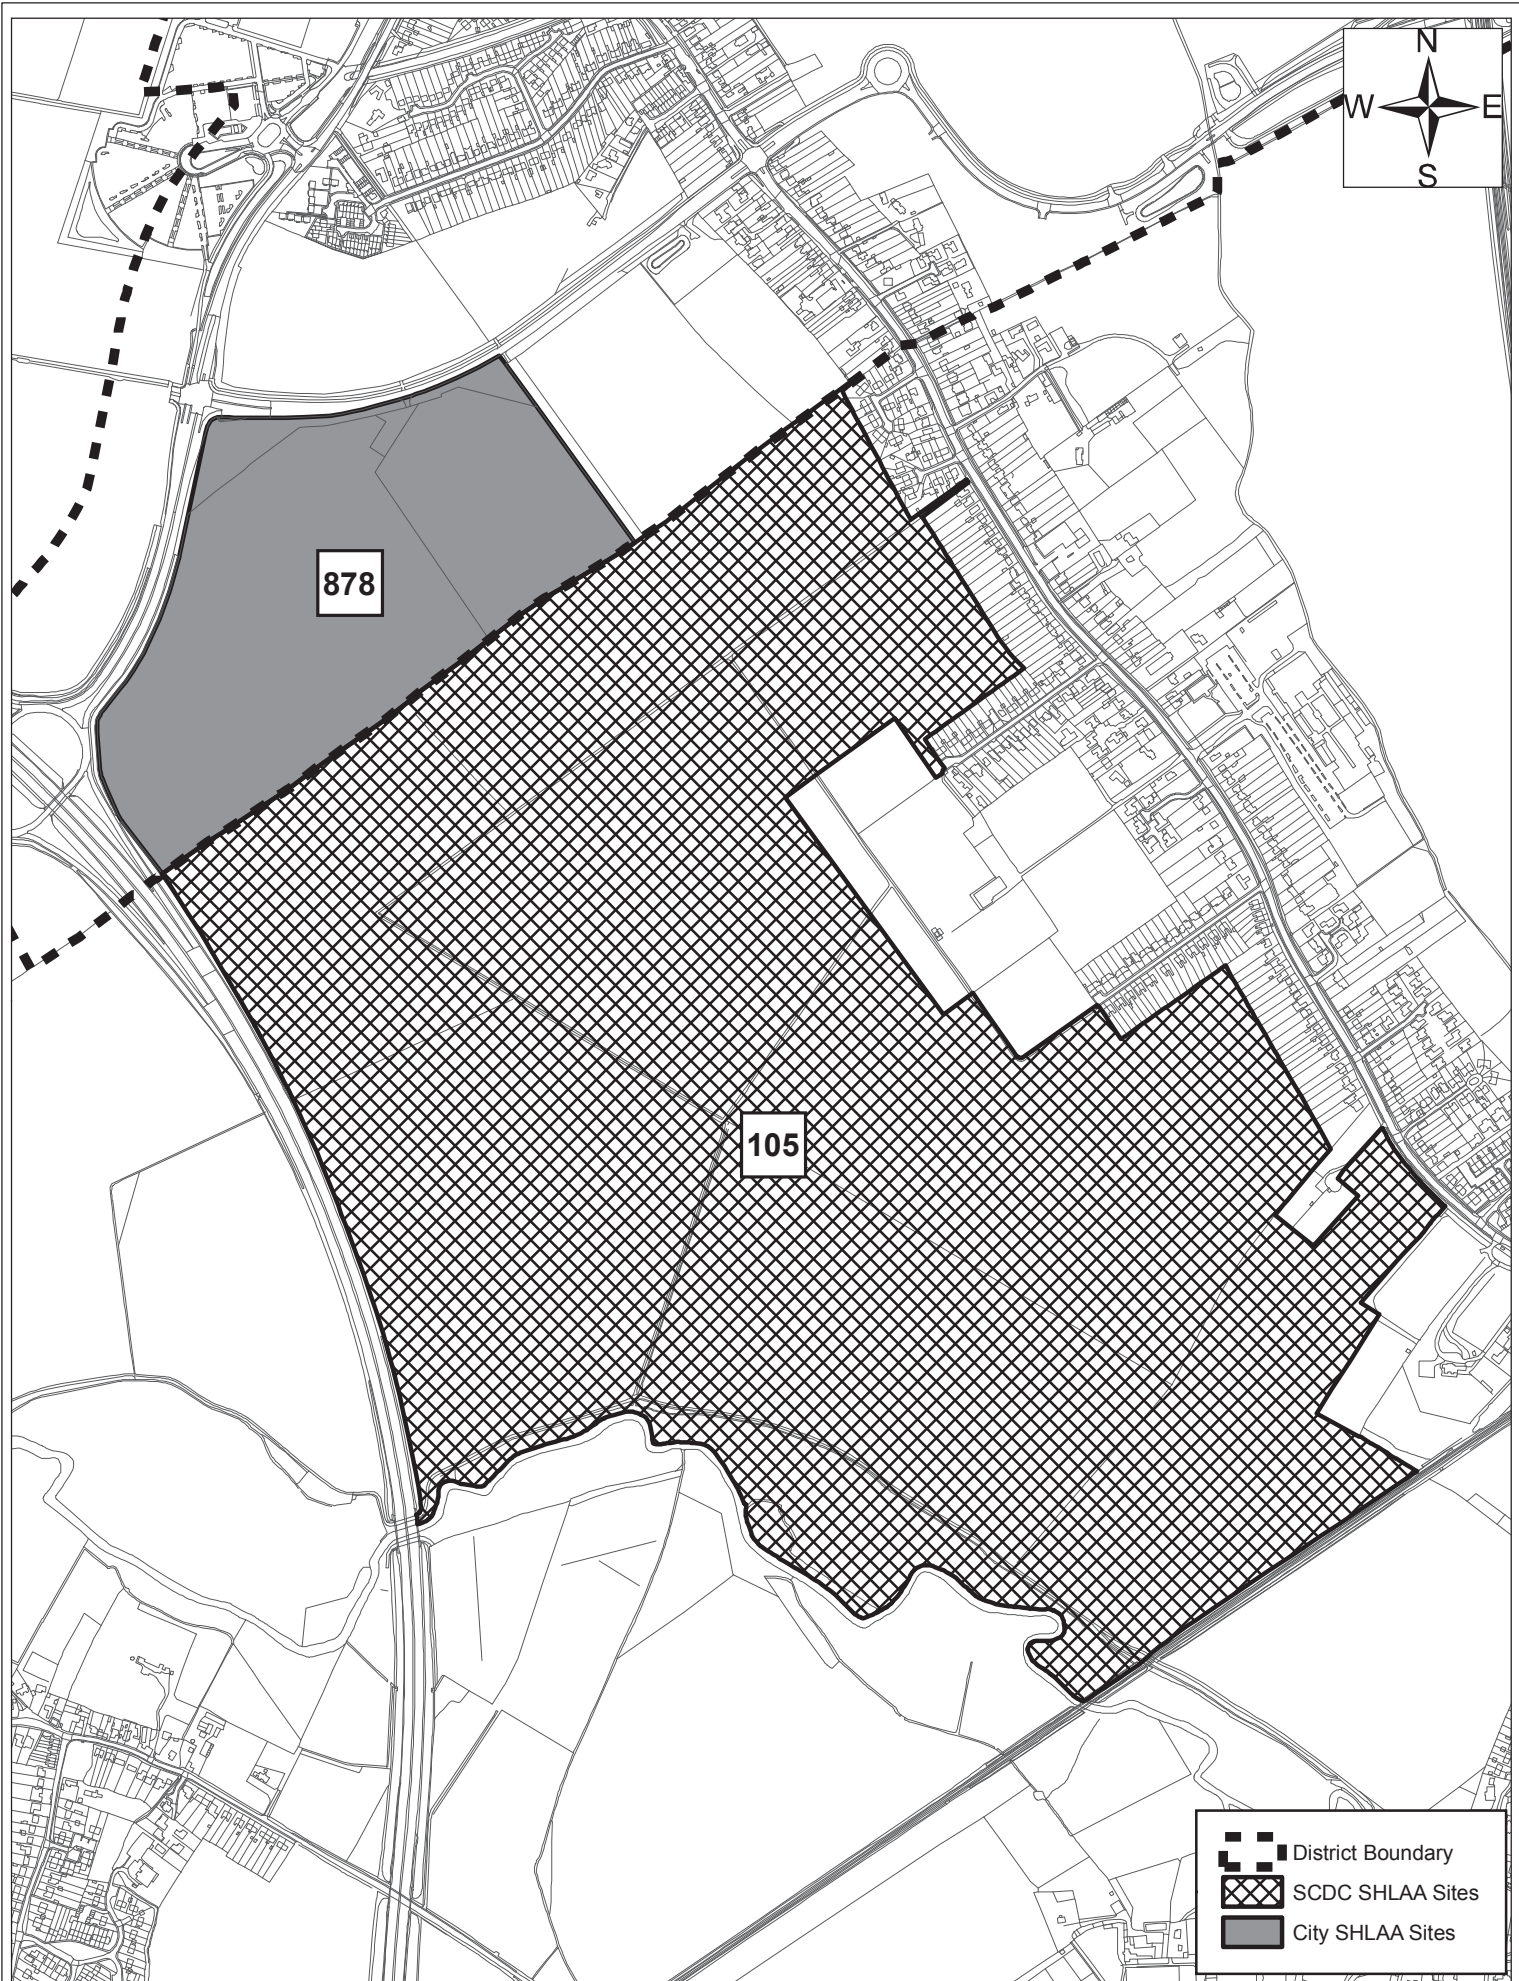 N
W E
S
878
105
District Boundary
SCDC SHLAA Sites
City SHLAA Sites